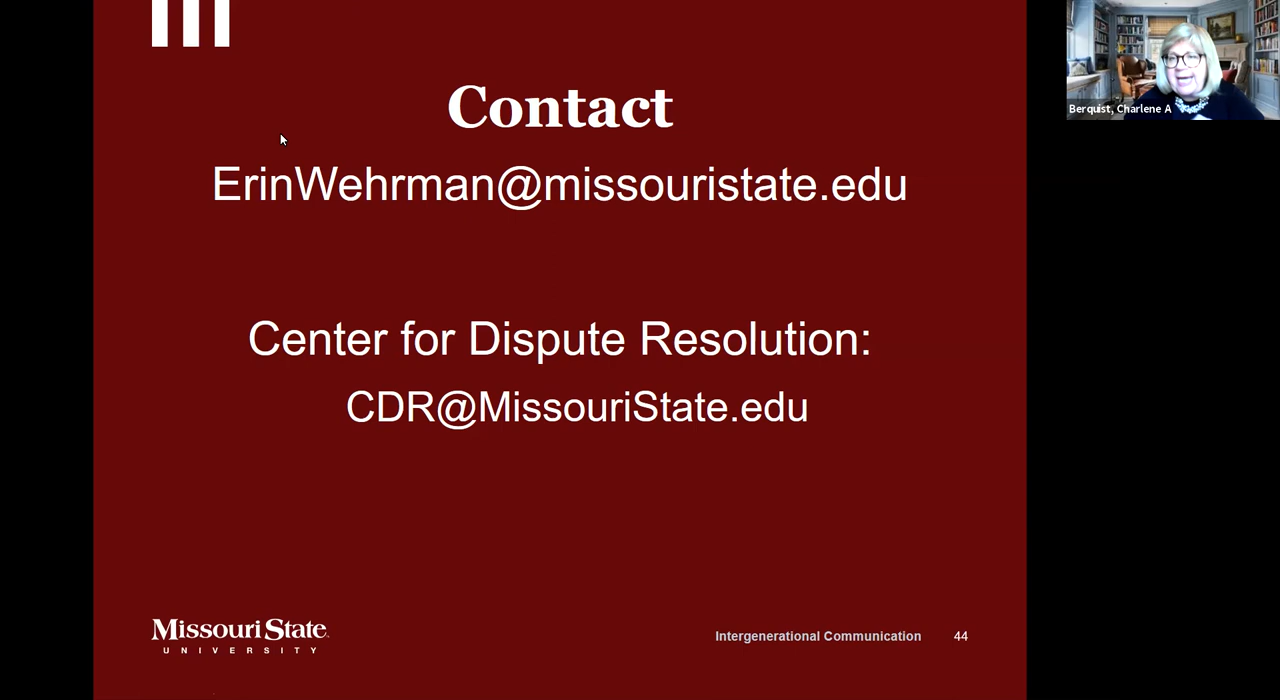 Contact
ErinWehrman@missouristate.edu
Center for Dispute Resolution:
CDR@MissouriState.edu
Missouri State
UNIVERSITY
Intergenerational Communication 44
Berquist, Charlene A